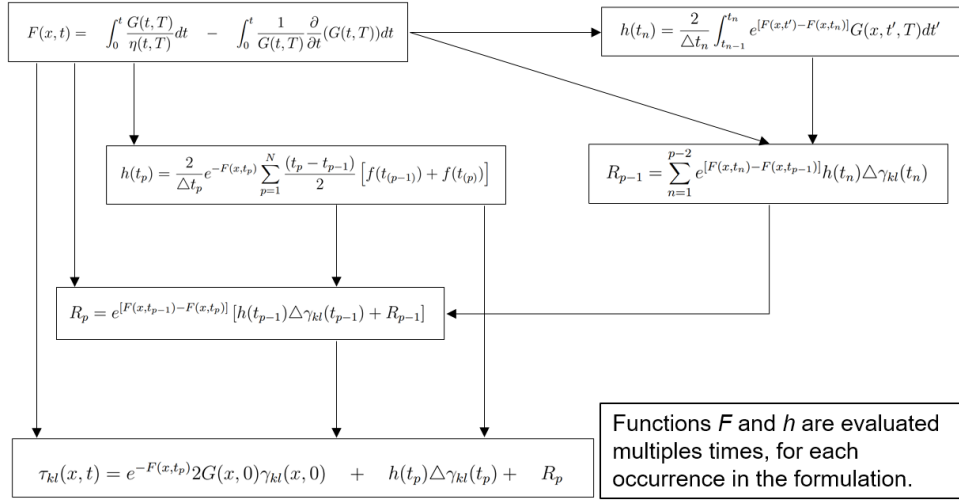 F(x,t) = ∫_0^t G(t,T)/η(t,T) dt − ∫_0^t 1/G(t,T) ∂/∂t (G(t,T))dt
h(t_n) = 2/△t_n ∫_{t_{n−1}}^{t_n} e^{[F(x,t')−F(x,t_n)]} G(x,t',T)dt'
h(t_p) = 2/△t_p e^{−F(x,t_p)} ∑_{p=1}^{N} (t_p − t_{p−1})/2 [f(t_{(p−1)}) + f(t_{(p)})]
R_{p−1} = ∑_{n=1}^{p−2} e^{[F(x,t_n)−F(x,t_{p−1})]} h(t_n)△γ_{kl}(t_n)
R_p = e^{[F(x,t_{p−1})−F(x,t_p)]} [h(t_{p−1})△γ_{kl}(t_{p−1}) + R_{p−1}]
τ_{kl}(x,t) = e^{−F(x,t_p)} 2G(x,0)γ_{kl}(x,0) + h(t_p)△γ_{kl}(t_p) + R_p
Functions F and h are evaluated
multiples times, for each
occurrence in the formulation.